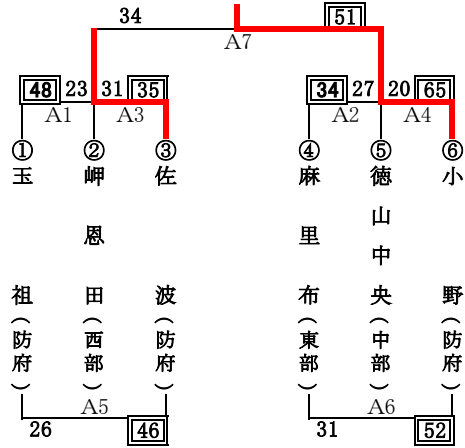 34 51
A7
48 23 31 35 34 27 20 65
A1 A3 A2 A4
① ② ③ ④ ⑤ ⑥
玉祖(防府)
岬恩田(西部)
佐波(防府)
麻里布(東部)
徳山中央(中部)
小野(防府)
A5 A6
26 46 31 52